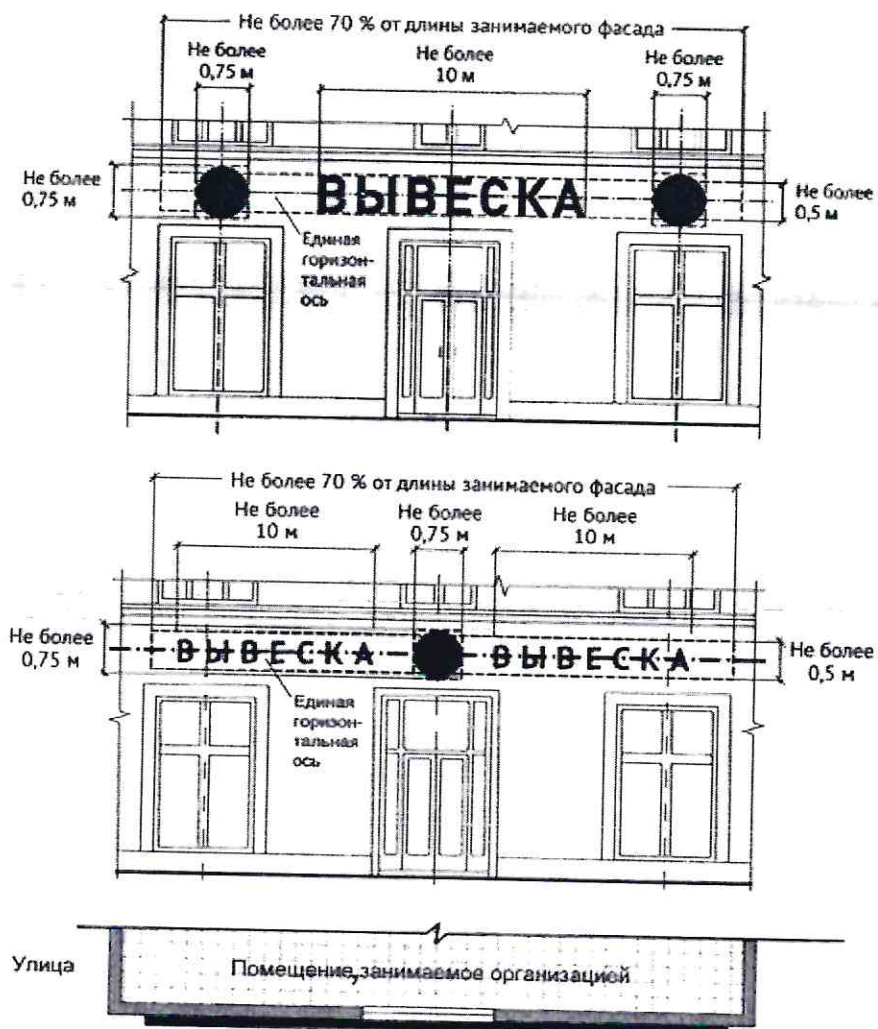 Не более 70 % от длины занимаемого фасада
Не более
0,75 м
Не более
10 м
Не более
0,75 м
Не более
0,75 м
ВЫВЕСКА
Не более
0,5 м
Единая
горизон-
тальная
ось
Не более 70 % от длины занимаемого фасада
Не более
10 м
Не более
0,75 м
Не более
10 м
Не более
0,75 м
ВЫВЕСКА
ВЫВЕСКА
Не более
0,5 м
Единая
горизон-
тальная
ось
Улица
Помещение, занимаемое организацией